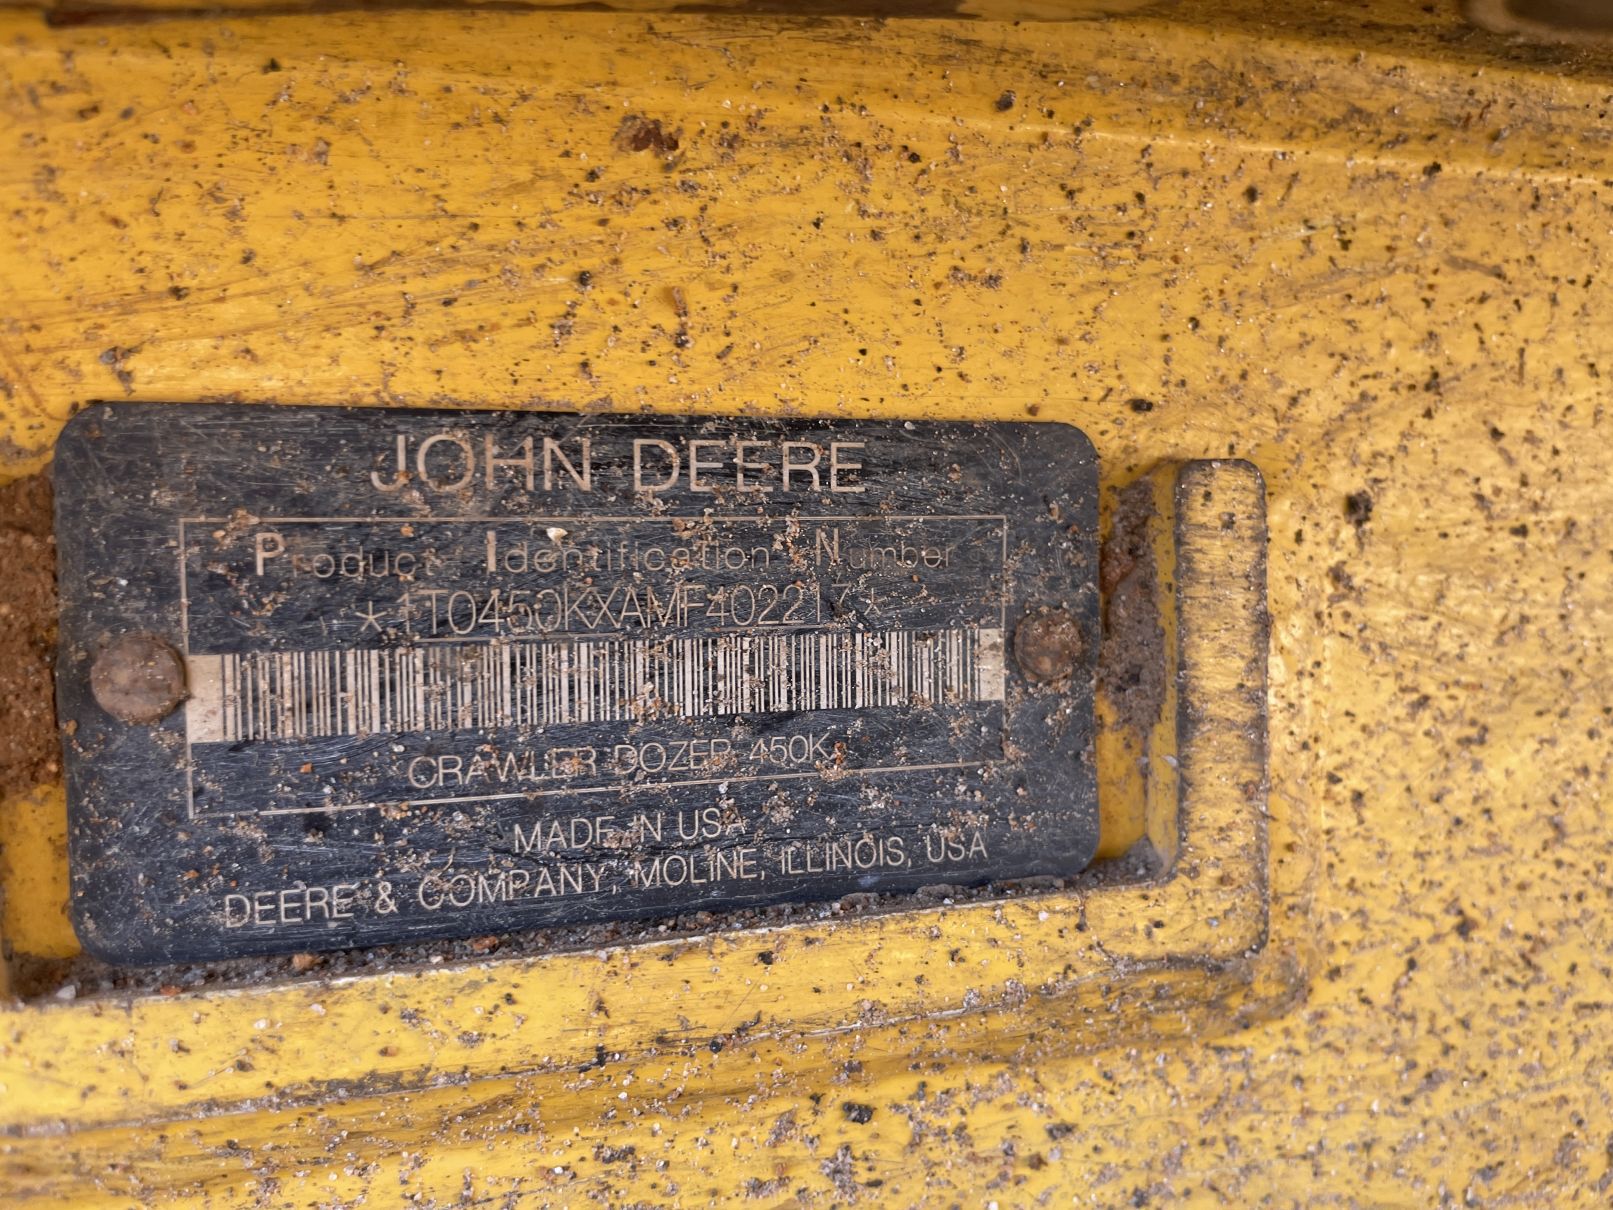 JOHN DEERE
Product Identification Number
*1T0450KXAMF402217*
CRAWLER DOZER 450K
MADE IN USA
DEERE & COMPANY, MOLINE, ILLINOIS, USA